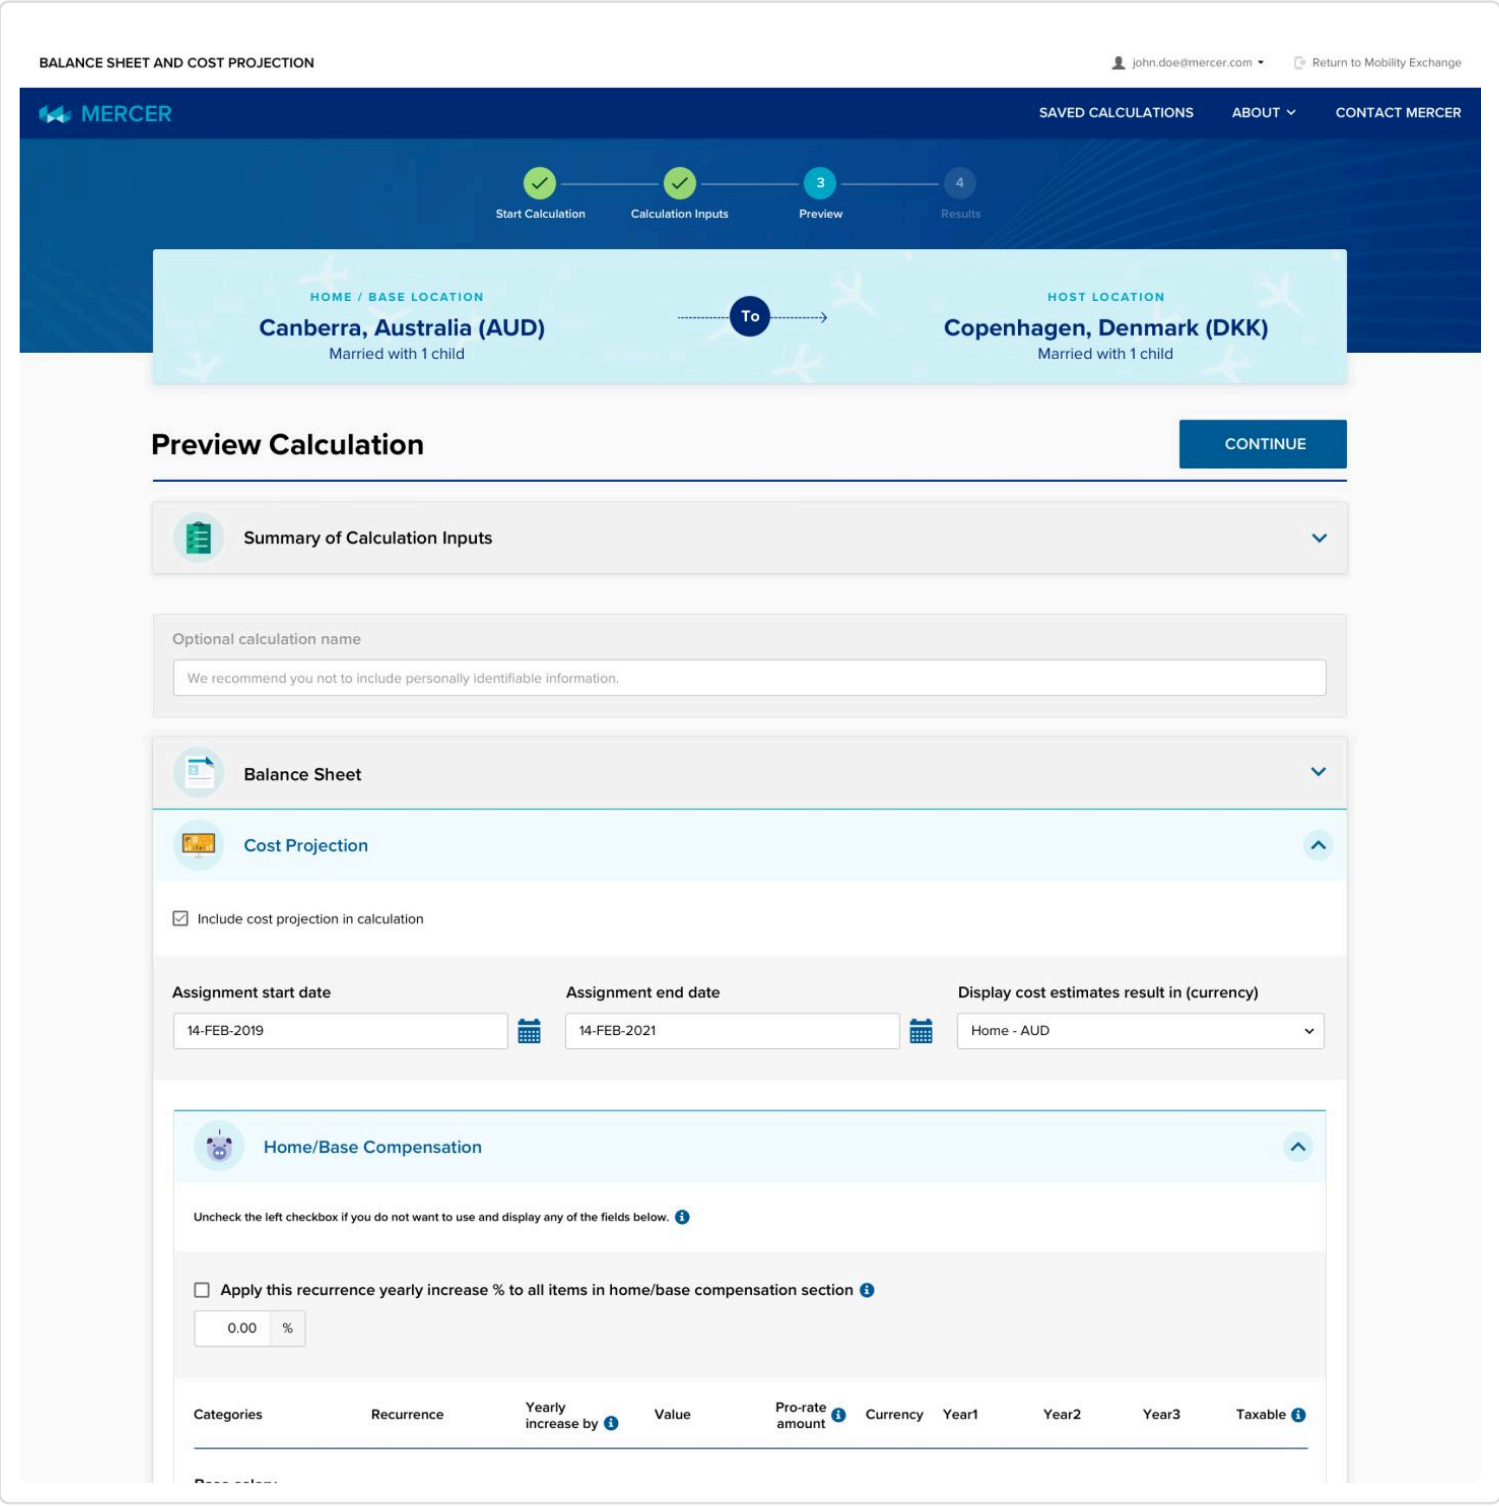 BALANCE SHEET AND COST PROJECTION
john.doe@mercer.com
Return to Mobility Exchange
MERCER
SAVED CALCULATIONS
ABOUT
CONTACT MERCER
3
4
Start Calculation
Calculation Inputs
Preview
Results
HOME / BASE LOCATION
Canberra, Australia (AUD)
Married with 1 child
To
HOST LOCATION
Copenhagen, Denmark (DKK)
Married with 1 child
Preview Calculation
CONTINUE
Summary of Calculation Inputs
Optional calculation name
We recommend you not to include personally identifiable information.
Balance Sheet
Cost Projection
Include cost projection in calculation
Assignment start date
Assignment end date
Display cost estimates result in (currency)
14-FEB-2019
14-FEB-2021
Home - AUD
Home/Base Compensation
Uncheck the left checkbox if you do not want to use and display any of the fields below.
Apply this recurrence yearly increase % to all items in home/base compensation section
0.00 %
Categories
Recurrence
Yearly
increase by
Value
Pro-rate
amount
Currency
Year1
Year2
Year3
Taxable